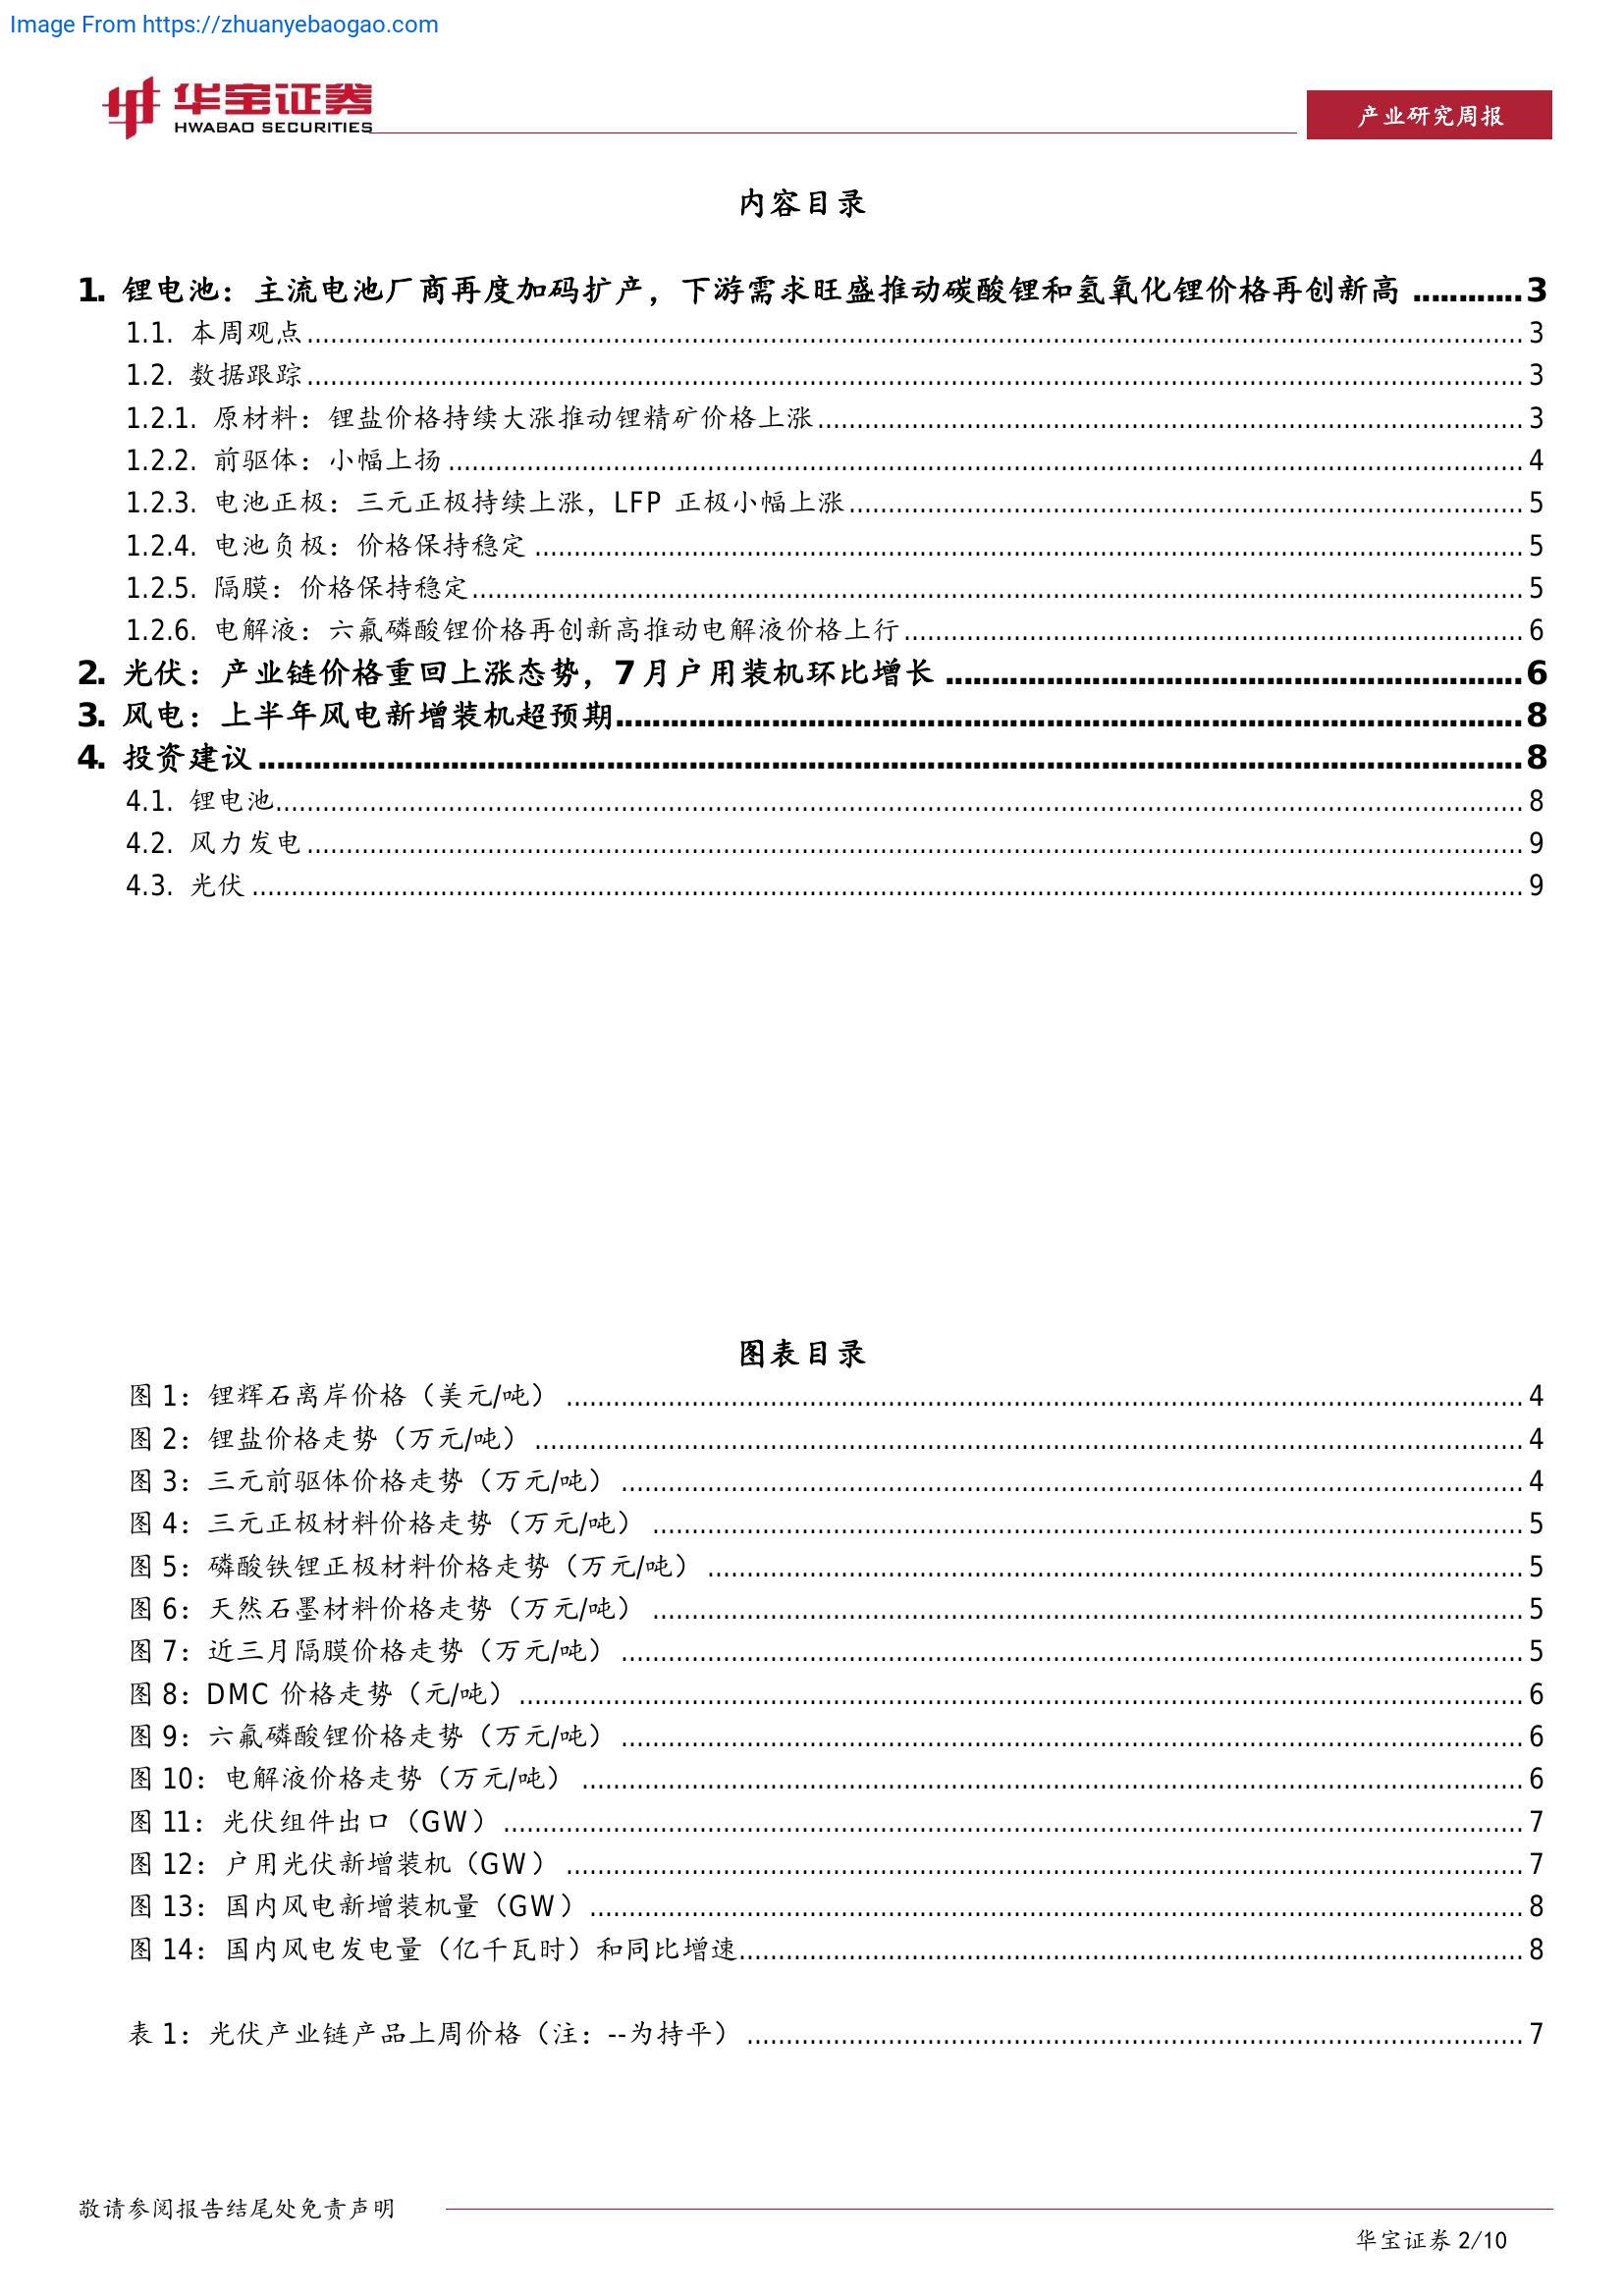 Image From https://zhuanyebaogao.com
华宝证券
HWABAO SECURITIES
产业研究周报
内容目录
1. 锂电池：主流电池厂商再度加码扩产，下游需求旺盛推动碳酸锂和氢氧化锂价格再创新高 ............3
1.1. 本周观点 ........................................ 3
1.2. 数据跟踪 ........................................ 3
1.2.1. 原材料：锂盐价格持续大涨推动锂精矿价格上涨 ........................................ 3
1.2.2. 前驱体：小幅上扬 ........................................ 4
1.2.3. 电池正极：三元正极持续上涨，LFP 正极小幅上涨 ........................................ 5
1.2.4. 电池负极：价格保持稳定 ........................................ 5
1.2.5. 隔膜：价格保持稳定 ........................................ 5
1.2.6. 电解液：六氟磷酸锂价格再创新高推动电解液价格上行 ........................................ 6
2. 光伏：产业链价格重回上涨态势，7 月户用装机环比增长 ........................................ 6
3. 风电：上半年风电新增装机超预期 ........................................ 8
4. 投资建议 ........................................ 8
4.1. 锂电池 ........................................ 8
4.2. 风力发电 ........................................ 9
4.3. 光伏 ........................................ 9
图表目录
图 1：锂辉石离岸价格（美元/吨） ........................................ 4
图 2：锂盐价格走势（万元/吨） ........................................ 4
图 3：三元前驱体价格走势（万元/吨） ........................................ 4
图 4：三元正极材料价格走势（万元/吨） ........................................ 5
图 5：磷酸铁锂正极材料价格走势（万元/吨） ........................................ 5
图 6：天然石墨材料价格走势（万元/吨） ........................................ 5
图 7：近三月隔膜价格走势（万元/吨） ........................................ 5
图 8：DMC 价格走势（元/吨） ........................................ 6
图 9：六氟磷酸锂价格走势（万元/吨） ........................................ 6
图 10：电解液价格走势（万元/吨） ........................................ 6
图 11：光伏组件出口（GW） ........................................ 7
图 12：户用光伏新增装机（GW） ........................................ 7
图 13：国内风电新增装机量（GW） ........................................ 8
图 14：国内风电发电量（亿千瓦时）和同比增速 ........................................ 8
表 1：光伏产业链产品上周价格（注：--为持平） ........................................ 7
敬请参阅报告结尾处免责声明
华宝证券 2/10